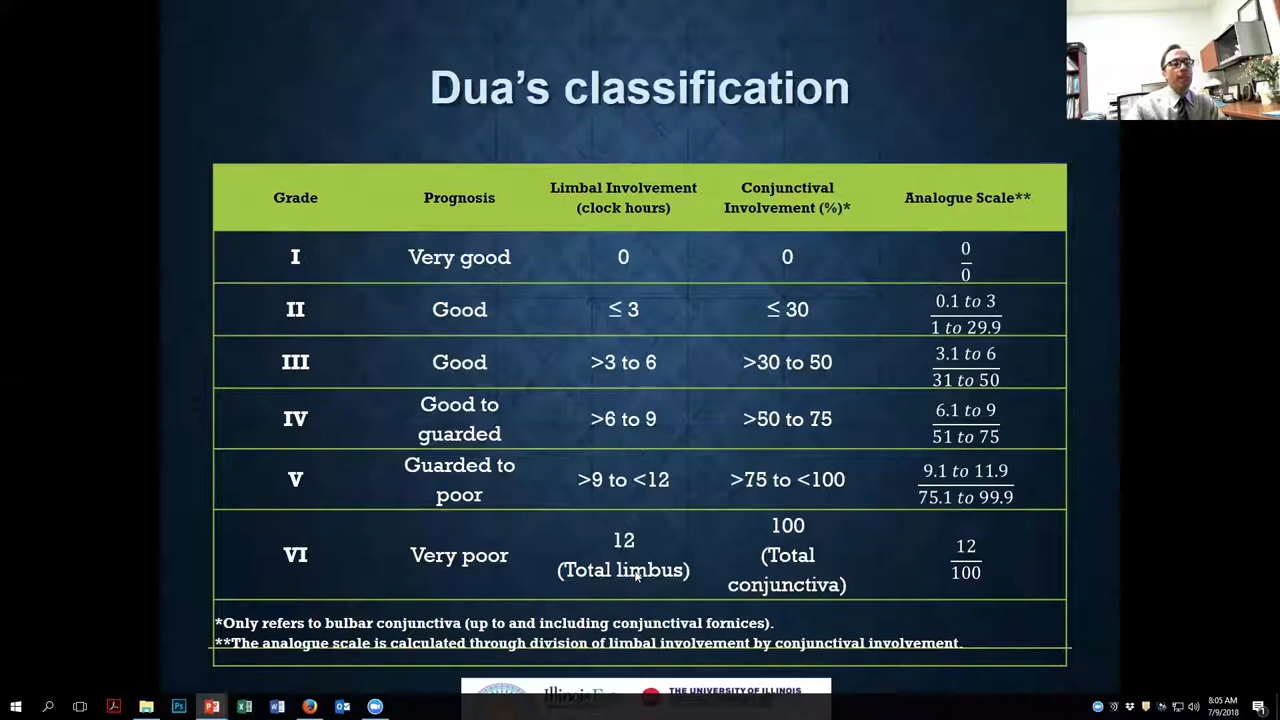 Dua's classification
Grade
Prognosis
Limbal Involvement
(clock hours)
Conjunctival
Involvement (%)*
Analogue Scale**
I
Very good
0
0
0
0
II
Good
≤ 3
≤ 30
0.1 to 3
1 to 29.9
III
Good
>3 to 6
>30 to 50
3.1 to 6
31 to 50
IV
Good to
guarded
>6 to 9
>50 to 75
6.1 to 9
51 to 75
V
Guarded to
poor
>9 to <12
>75 to <100
9.1 to 11.9
75.1 to 99.9
VI
Very poor
12
(Total limbus)
100
(Total
conjunctiva)
12
100
*Only refers to bulbar conjunctiva (up to and including conjunctival fornices).
**The analogue scale is calculated through division of limbal involvement by conjunctival involvement.
THE UNIVERSITY OF ILLINOIS
8:05 AM
7/9/2018